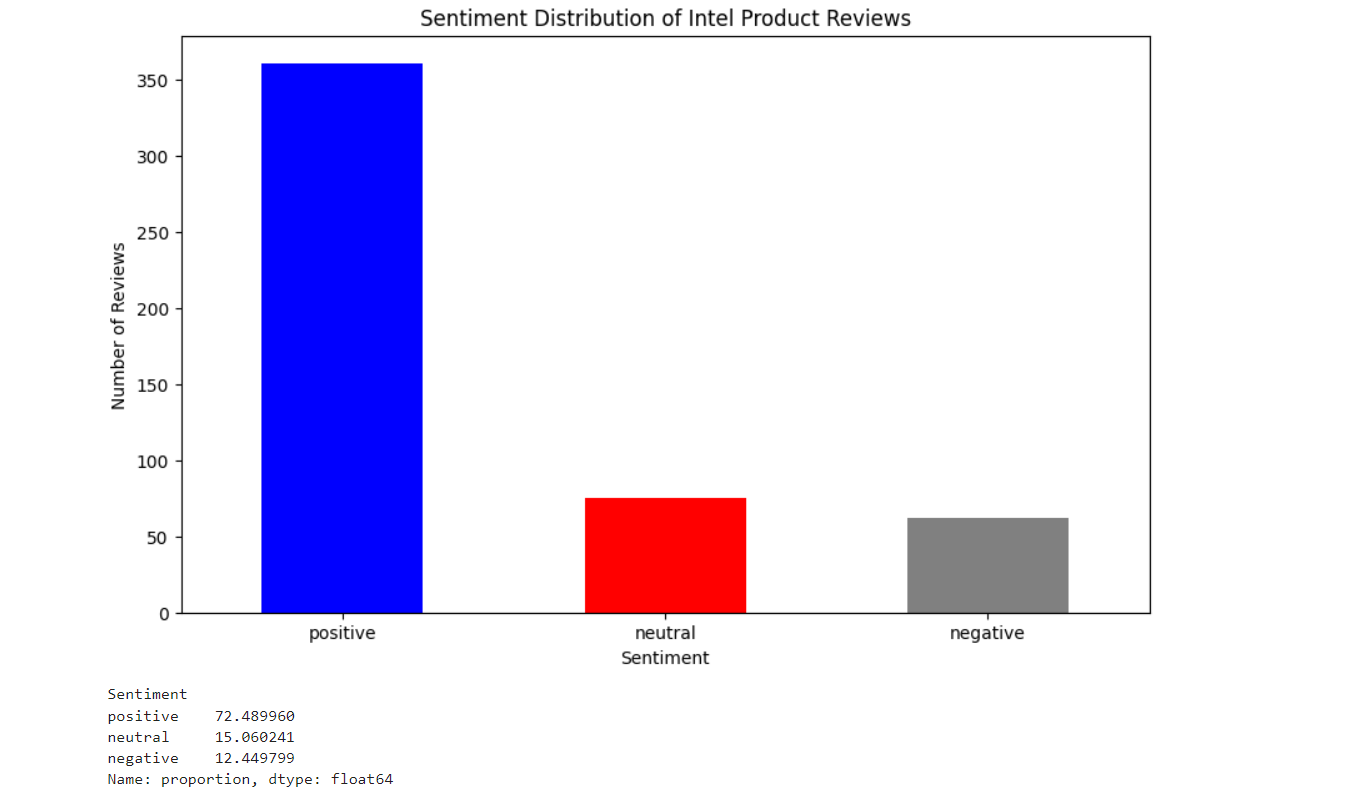 Sentiment Distribution of Intel Product Reviews
350
300
250
200
150
100
50
0
Number of Reviews
positive neutral negative
Sentiment
Sentiment
positive 72.489960
neutral 15.060241
negative 12.449799
Name: proportion, dtype: float64